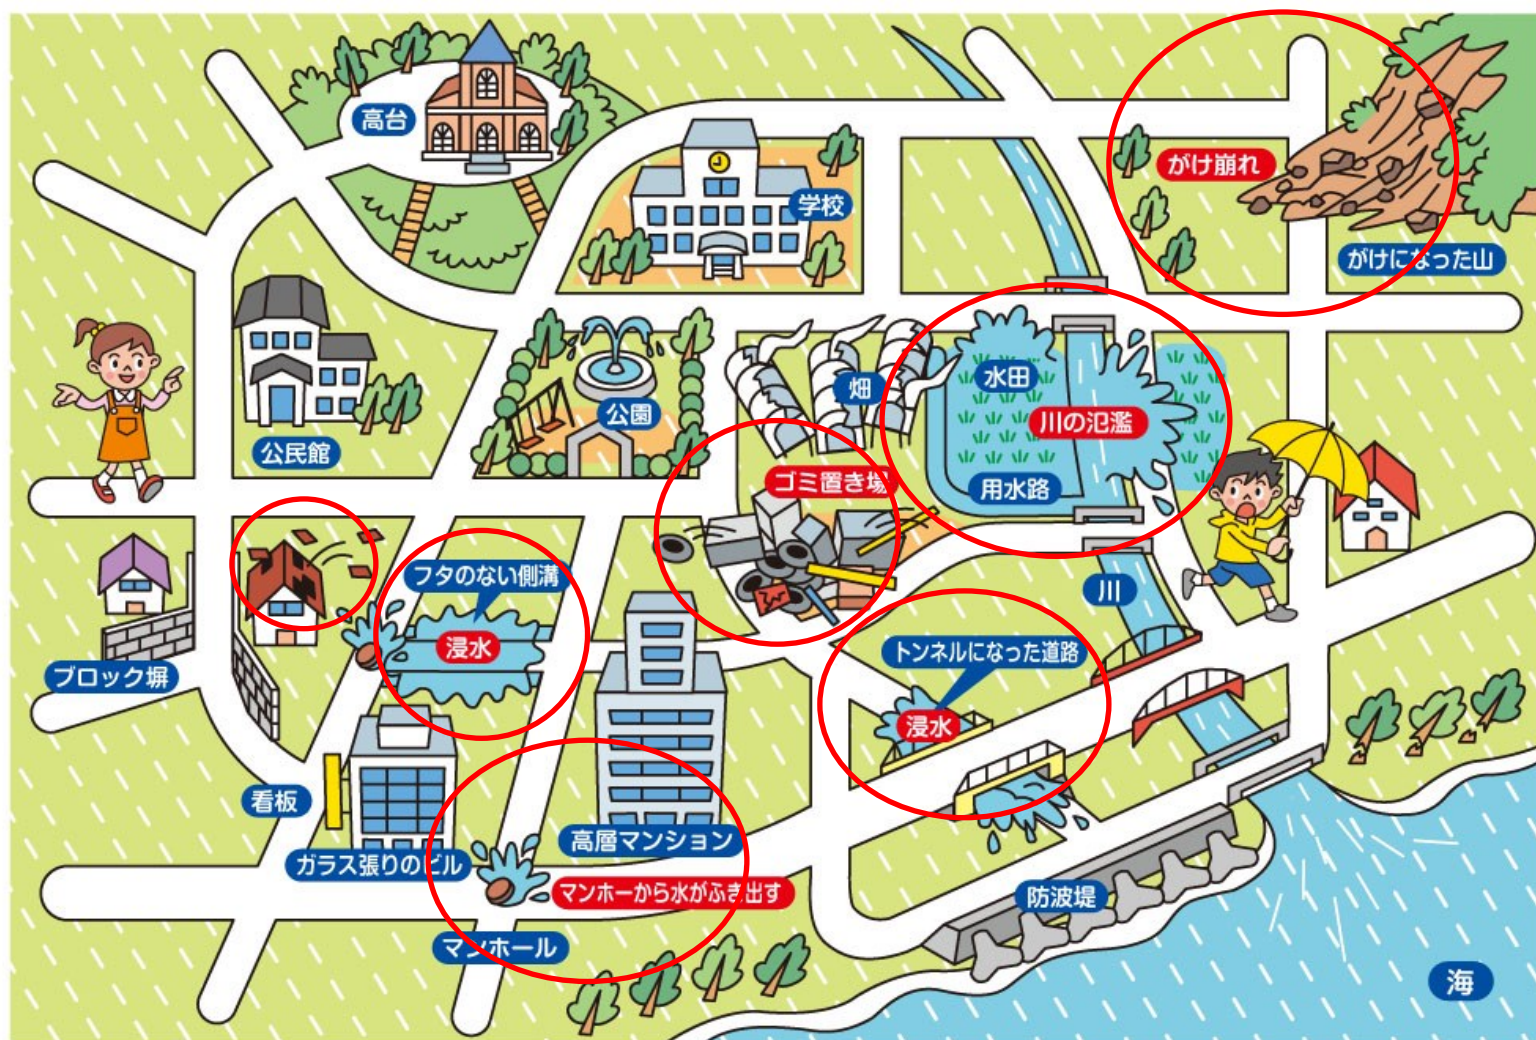 高台
学校
がけ崩れ
がけになった山
公民館
公園
畑
水田
川の氾濫
用水路
ゴミ置き場
フタのない側溝
浸水
ブロック塀
川
トンネルになった道路
浸水
看板
ガラス張りのビル
高層マンション
マンホーから水がふき出す
マンホール
防波堤
海